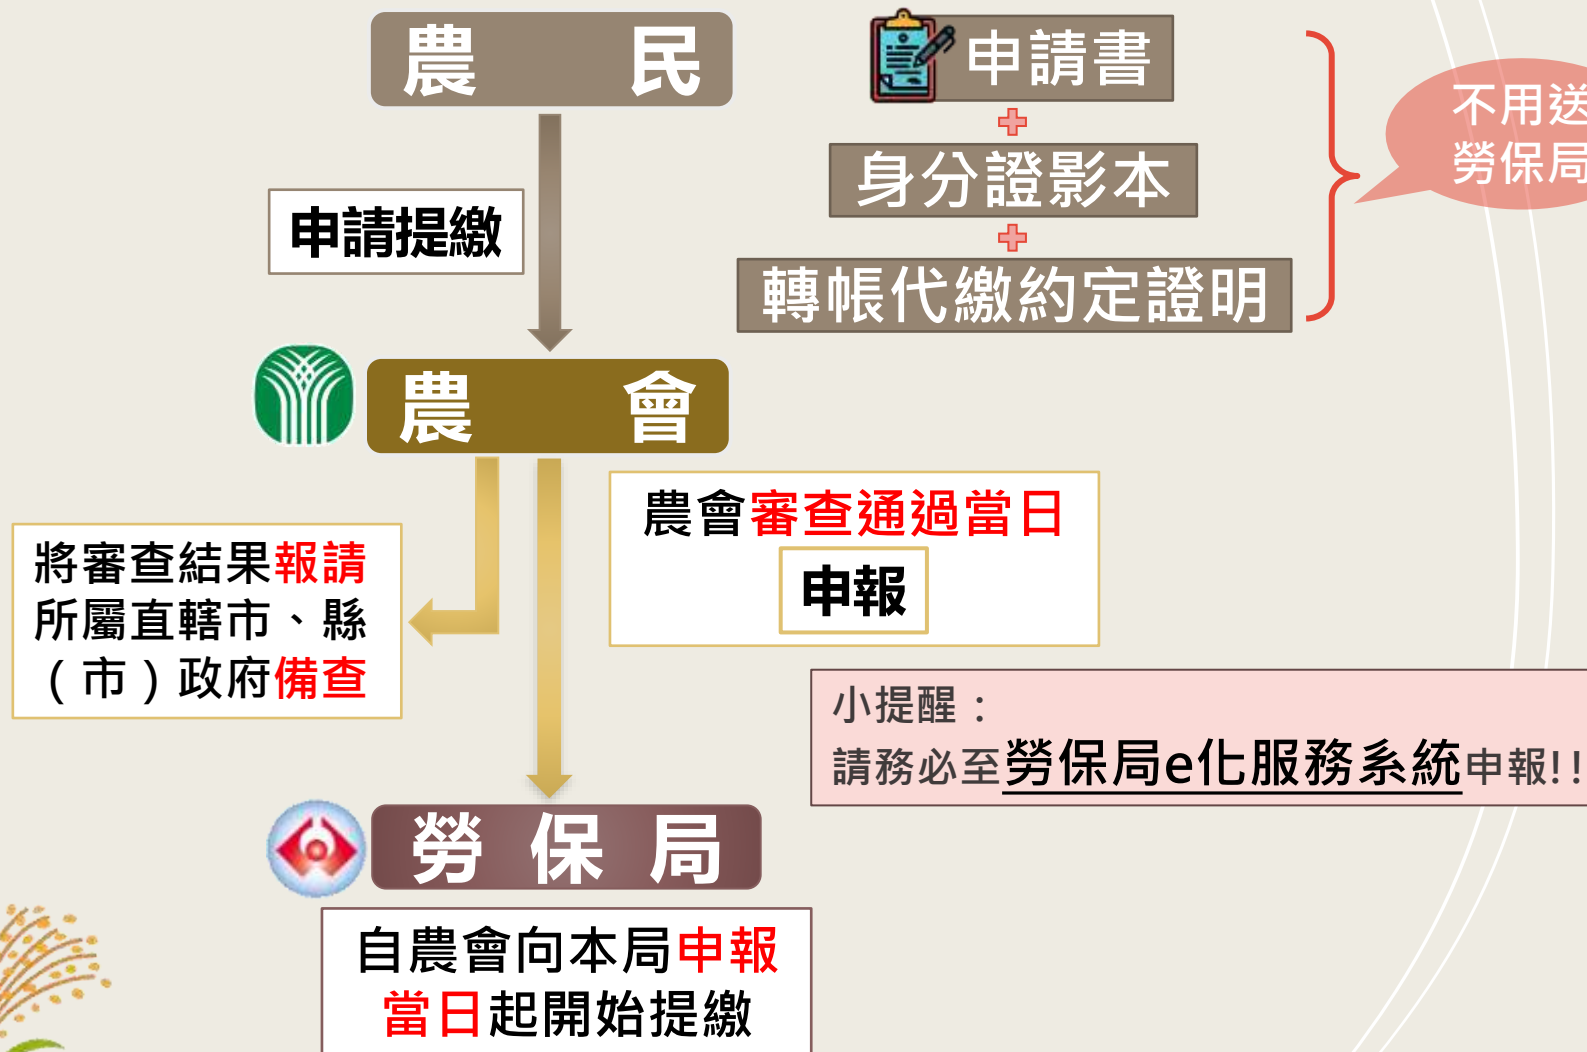 農 民
申請書
不用送
勞保局
身分證影本
申請提繳
轉帳代繳約定證明
農 會
農會審查通過當日
申報
將審查結果報請
所屬直轄市、縣
（市）政府備查
小提醒：
請務必至勞保局e化服務系統申報!!
勞 保 局
自農會向本局申報
當日起開始提繳